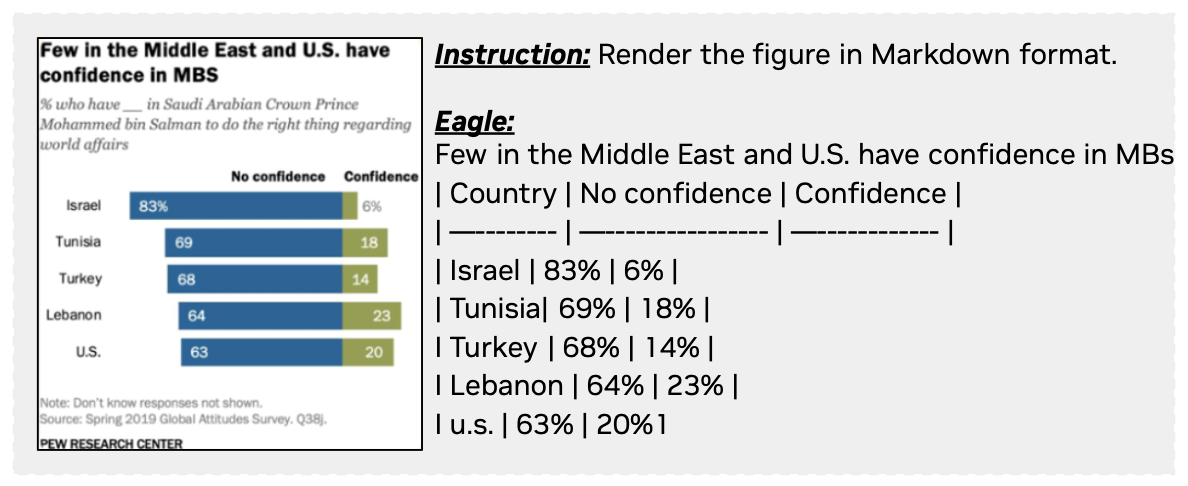 Few in the Middle East and U.S. have
confidence in MBS
% who have __ in Saudi Arabian Crown Prince
Mohammed bin Salman to do the right thing regarding
world affairs
No confidence Confidence
Israel 83% 6%
Tunisia 69 18
Turkey 68 14
Lebanon 64 23
U.S. 63 20
Note: Don't know responses not shown.
Source: Spring 2019 Global Attitudes Survey. Q38j.
PEW RESEARCH CENTER
Instruction: Render the figure in Markdown format.
Eagle:
Few in the Middle East and U.S. have confidence in MBs
| Country | No confidence | Confidence |
| —--------- | —----------------- | —------------ |
| Israel | 83% | 6% |
| Tunisia| 69% | 18% |
I Turkey | 68% | 14% |
I Lebanon | 64% | 23% |
I u.s. | 63% | 20%1